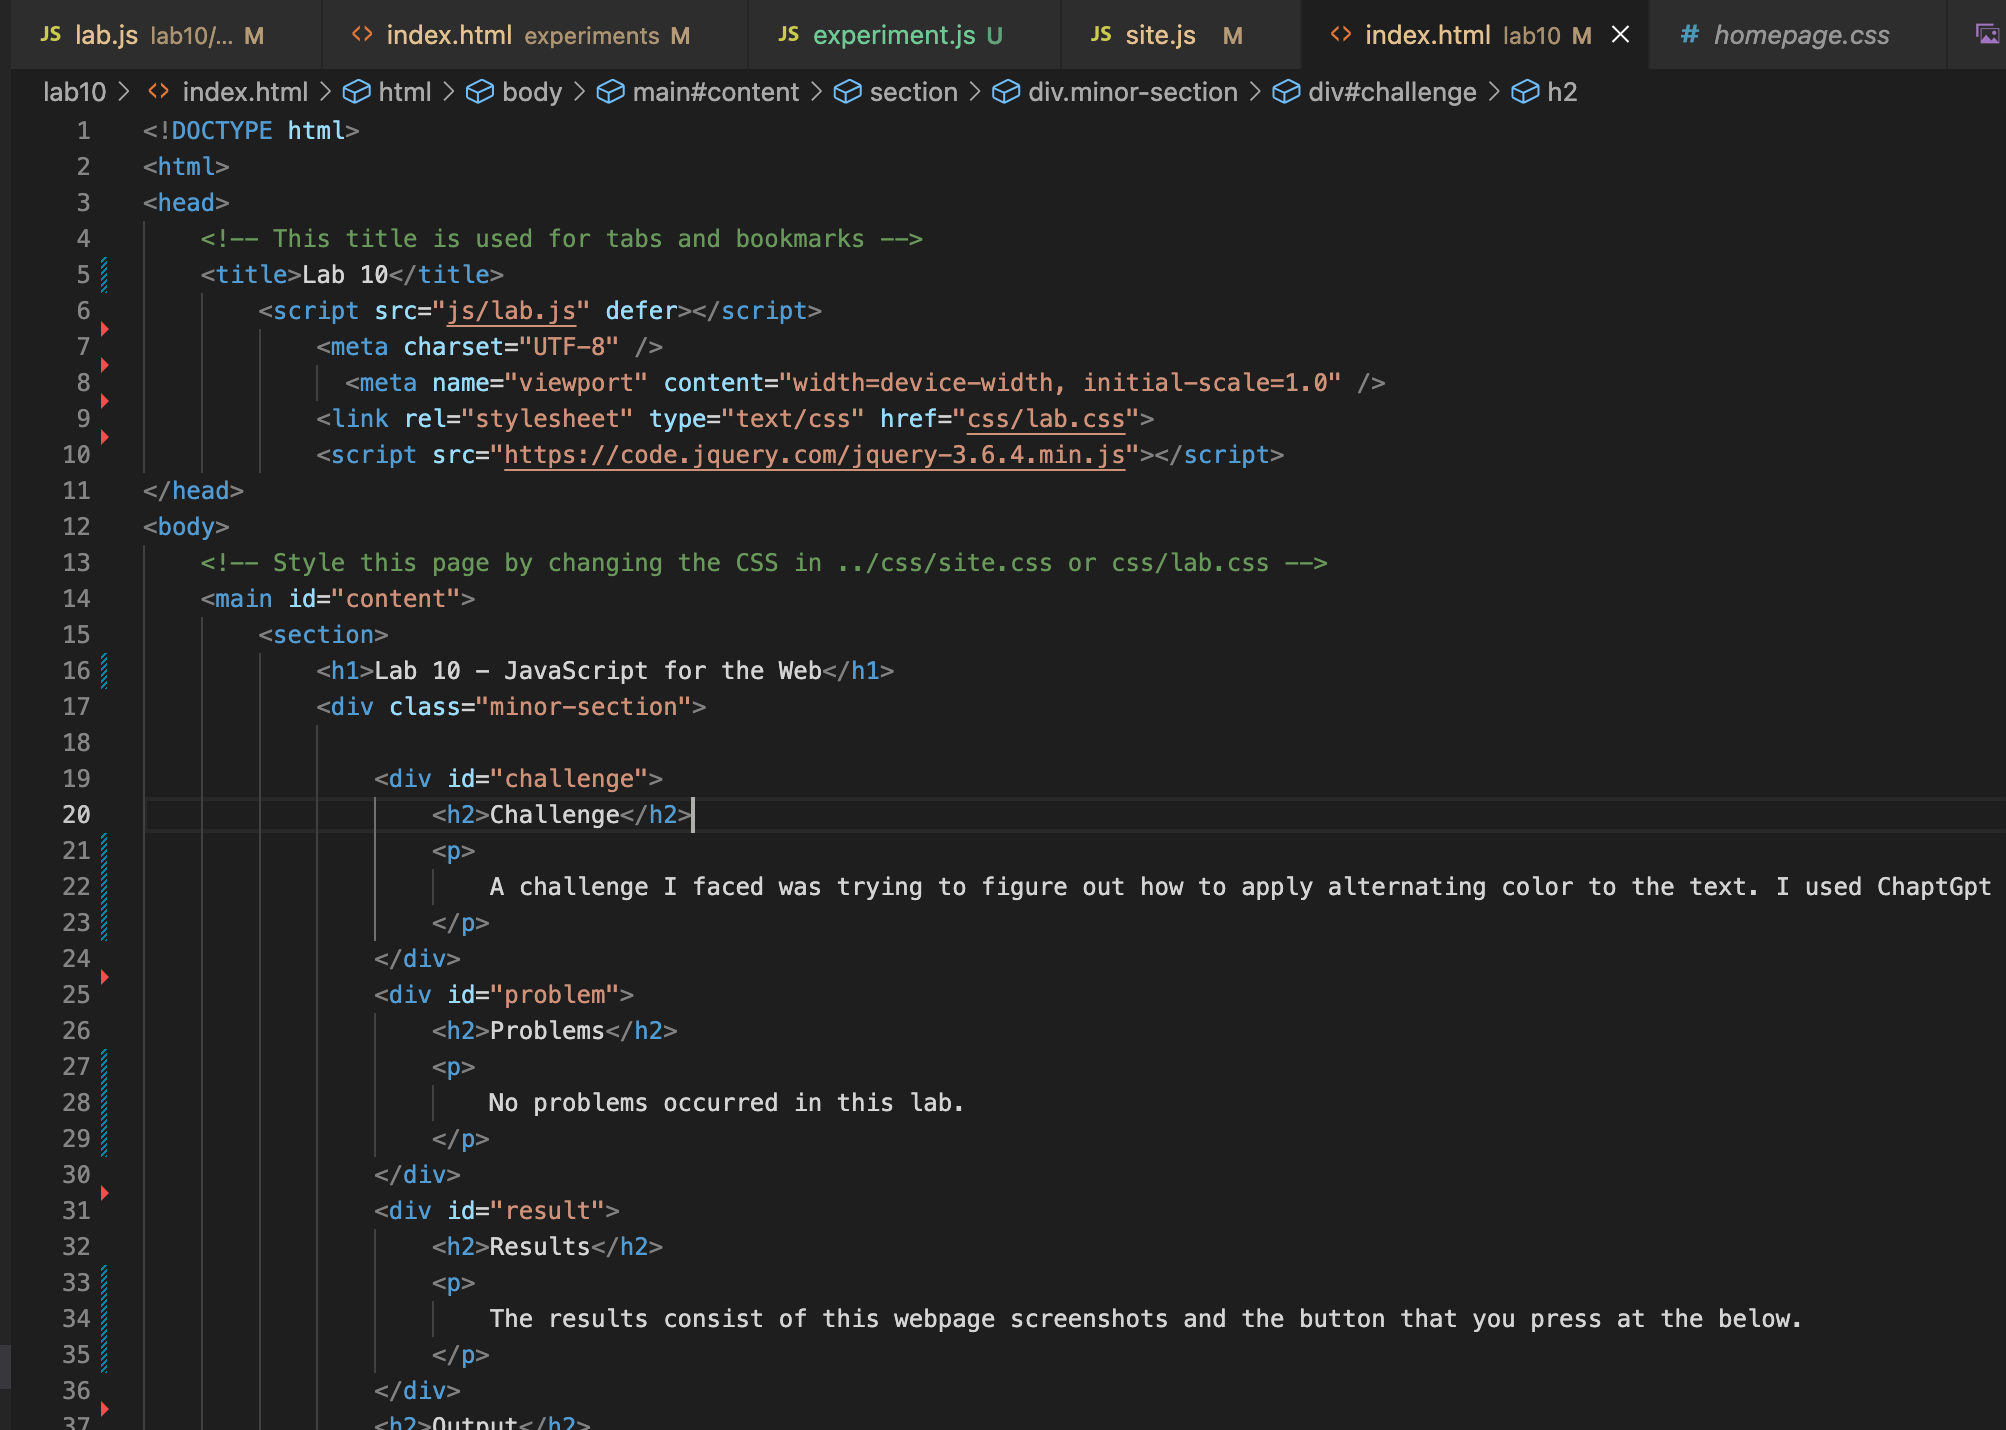 JS lab.js lab10/... M <> index.html experiments M JS experiment.js U JS site.js M <> index.html lab10 M × # homepage.css
lab10 > <> index.html > html > body > main#content > section > div.minor-section > div#challenge > h2
1 <!DOCTYPE html>
2 <html>
3 <head>
4 <!-- This title is used for tabs and bookmarks -->
5 <title>Lab 10</title>
6 <script src="js/lab.js" defer></script>
7 <meta charset="UTF-8" />
8 <meta name="viewport" content="width=device-width, initial-scale=1.0" />
9 <link rel="stylesheet" type="text/css" href="css/lab.css">
10 <script src="https://code.jquery.com/jquery-3.6.4.min.js"></script>
11 </head>
12 <body>
13 <!-- Style this page by changing the CSS in ../css/site.css or css/lab.css -->
14 <main id="content">
15 <section>
16 <h1>Lab 10 - JavaScript for the Web</h1>
17 <div class="minor-section">
18
19 <div id="challenge">
20 <h2>Challenge</h2>
21 <p>
22 A challenge I faced was trying to figure out how to apply alternating color to the text. I used ChaptGpt
23 </p>
24 </div>
25 <div id="problem">
26 <h2>Problems</h2>
27 <p>
28 No problems occurred in this lab.
29 </p>
30 </div>
31 <div id="result">
32 <h2>Results</h2>
33 <p>
34 The results consist of this webpage screenshots and the button that you press at the below.
35 </p>
36 </div>
37 <h2>Output</h2>